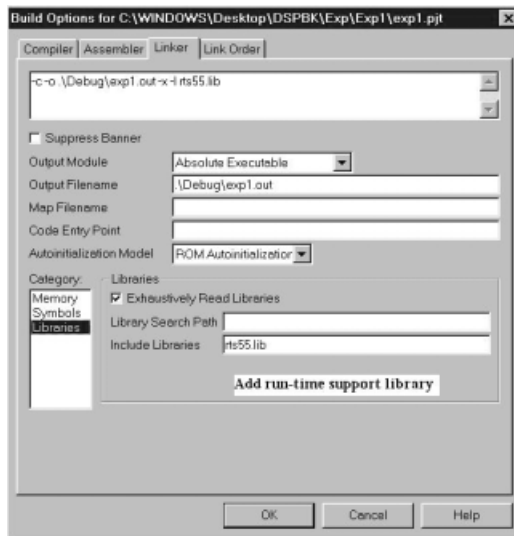 Build Options for C:\WINDOWS\Desktop\DSPBK\Exp\Exp1\exp1.pjt
Compiler Assembler Linker Link Order
-c -o .\Debug\exp1.out -x -l rts55.lib
Suppress Banner
Output Module Absolute Executable
Output Filename .\Debug\exp1.out
Map Filename
Code Entry Point
Autoinitialization Model ROM Autoinitialization
Category: Libraries
Memory
Symbols
Libraries
Exhaustively Read Libraries
Library Search Path
Include Libraries rts55.lib
Add run-time support library
OK Cancel Help